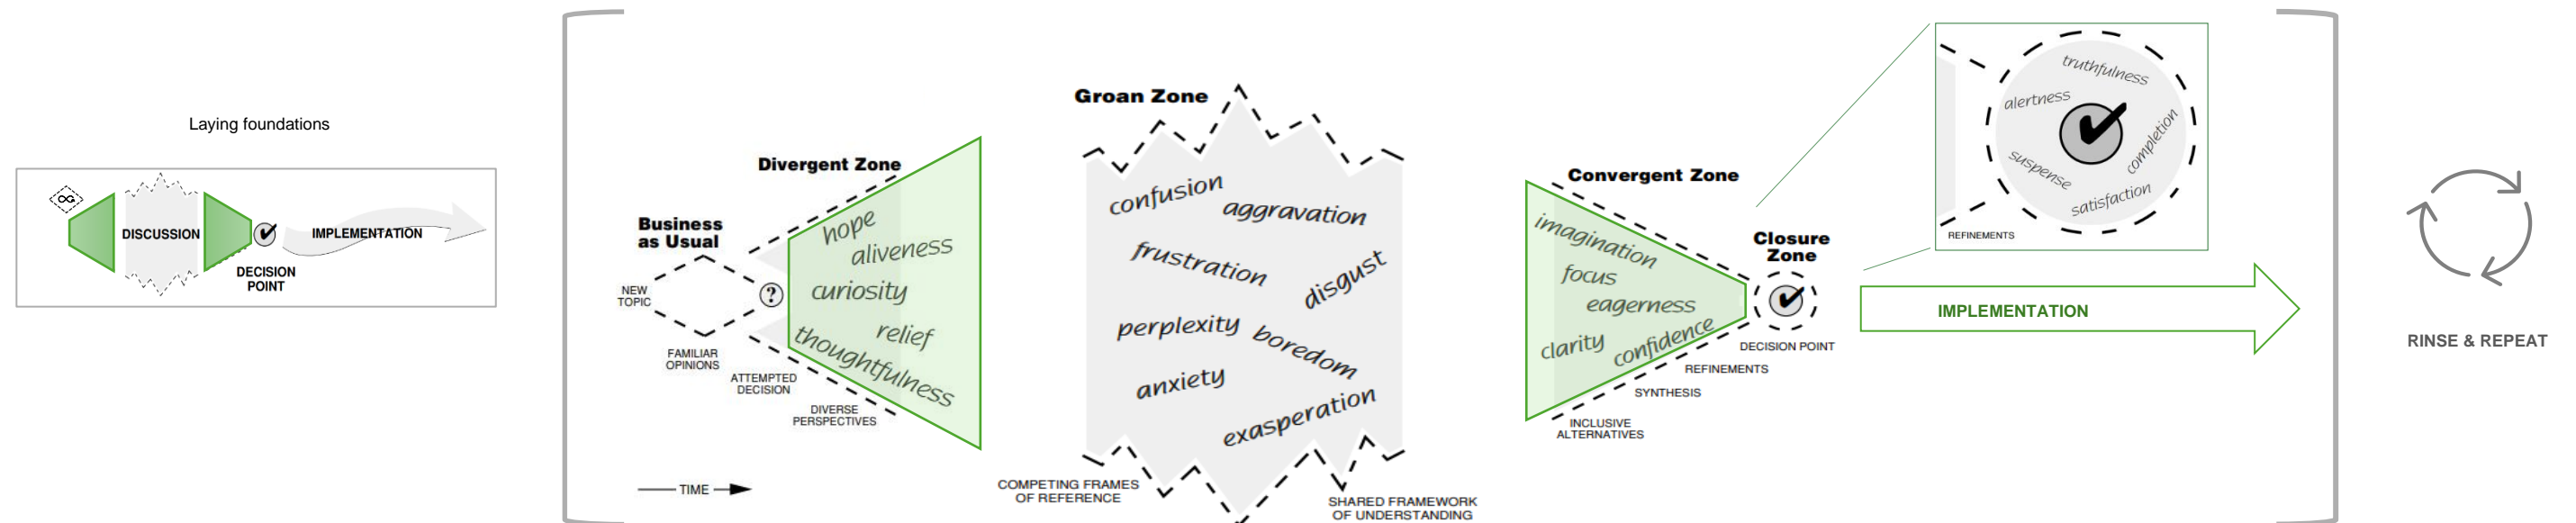 Laying foundations
DISCUSSION
IMPLEMENTATION
DECISION
POINT
Business
as Usual
NEW
TOPIC
?
FAMILIAR
OPINIONS
ATTEMPTED
DECISION
DIVERSE
PERSPECTIVES
TIME
Divergent Zone
hope
aliveness
curiosity
relief
thoughtfulness
Groan Zone
confusion
aggravation
frustration
disgust
perplexity
boredom
anxiety
exasperation
COMPETING FRAMES
OF REFERENCE
SHARED FRAMEWORK
OF UNDERSTANDING
Convergent Zone
imagination
focus
eagerness
clarity
confidence
INCLUSIVE
ALTERNATIVES
SYNTHESIS
REFINEMENTS
Closure
Zone
DECISION POINT
truthfulness
alertness
completion
suspense
satisfaction
REFINEMENTS
IMPLEMENTATION
RINSE & REPEAT